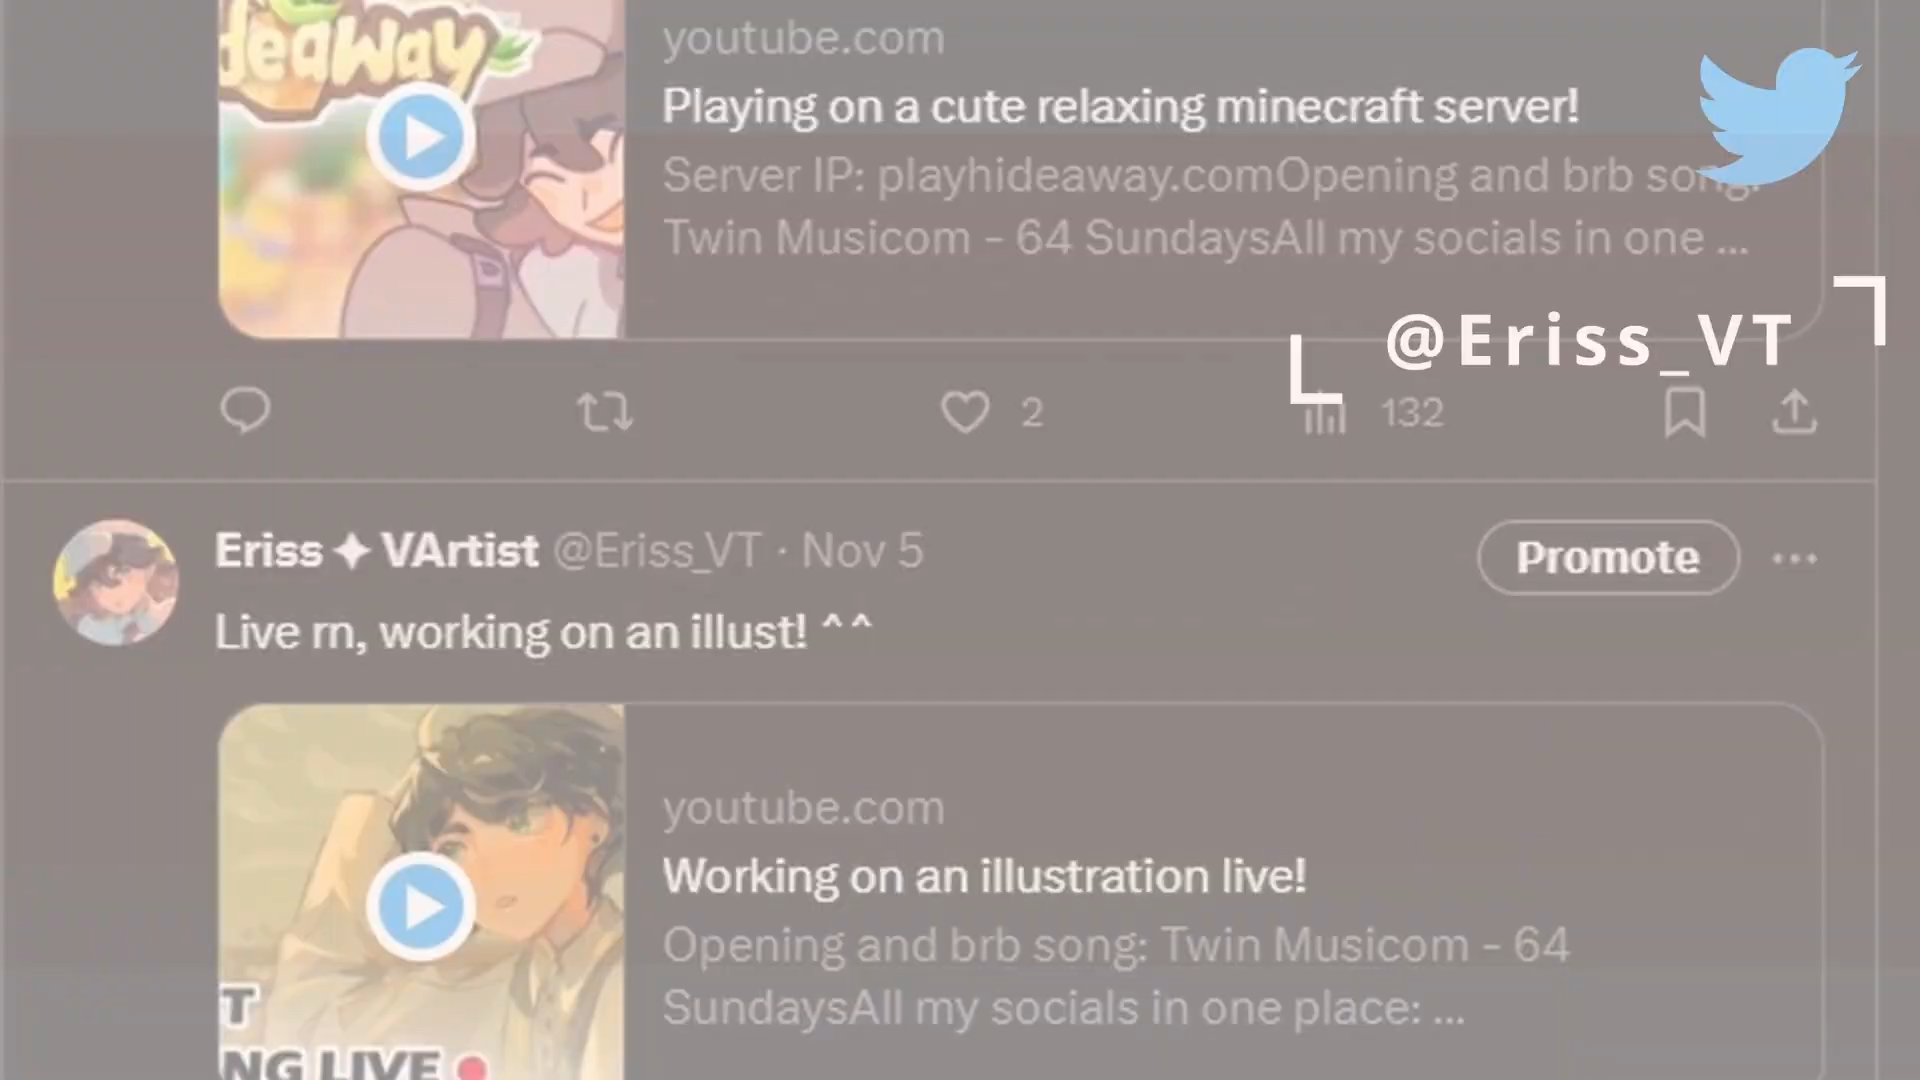 deaway
youtube.com
Playing on a cute relaxing minecraft server!
Server IP: playhideaway.comOpening and brb song:
Twin Musicom - 64 SundaysAll my socials in one ...
@Eriss_VT
2
132
Eriss ✦ VArtist @Eriss_VT · Nov 5
Promote
Live rn, working on an illust! ^^
youtube.com
Working on an illustration live!
Opening and brb song: Twin Musicom - 64
SundaysAll my socials in one place: ...
T
NG LIVE